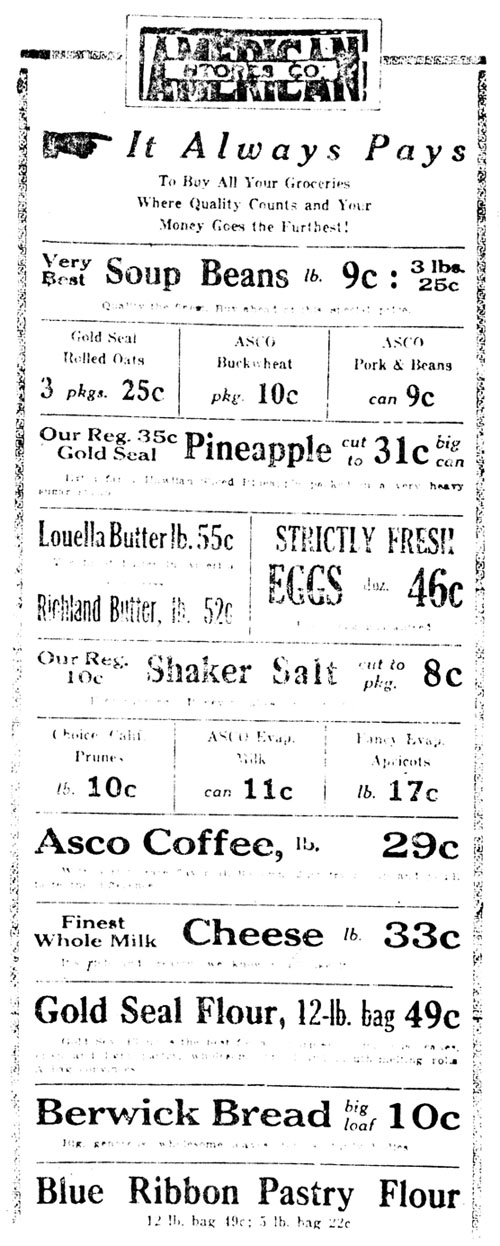 AMERICAN
STORES CO.
It Always Pays
To Buy All Your Groceries
Where Quality Counts and Your
Money Goes the Furthest!
Very Best Soup Beans lb. 9c : 3 lbs. 25c
Gold Seal
Rolled Oats
3 pkgs. 25c
ASCO
Buckwheat
pkg. 10c
ASCO
Pork & Beans
can 9c
Our Reg. 35c Gold Seal Pineapple cut to 31c big can
very heavy
Louella Butter lb. 55c
Richland Butter, lb. 52c
STRICTLY FRESH
EGGS doz. 46c
Our Reg. 10c Shaker Salt cut to pkg. 8c
Choice Calif.
Prunes
lb. 10c
ASCO Evap.
Milk
can 11c
Fancy Evap.
Apricots
lb. 17c
Asco Coffee, lb. 29c
Finest Whole Milk Cheese lb. 33c
Gold Seal Flour, 12-lb. bag 49c
Berwick Bread big loaf 10c
Blue Ribbon Pastry Flour
12 lb. bag 49c; 5 lb. bag 22c